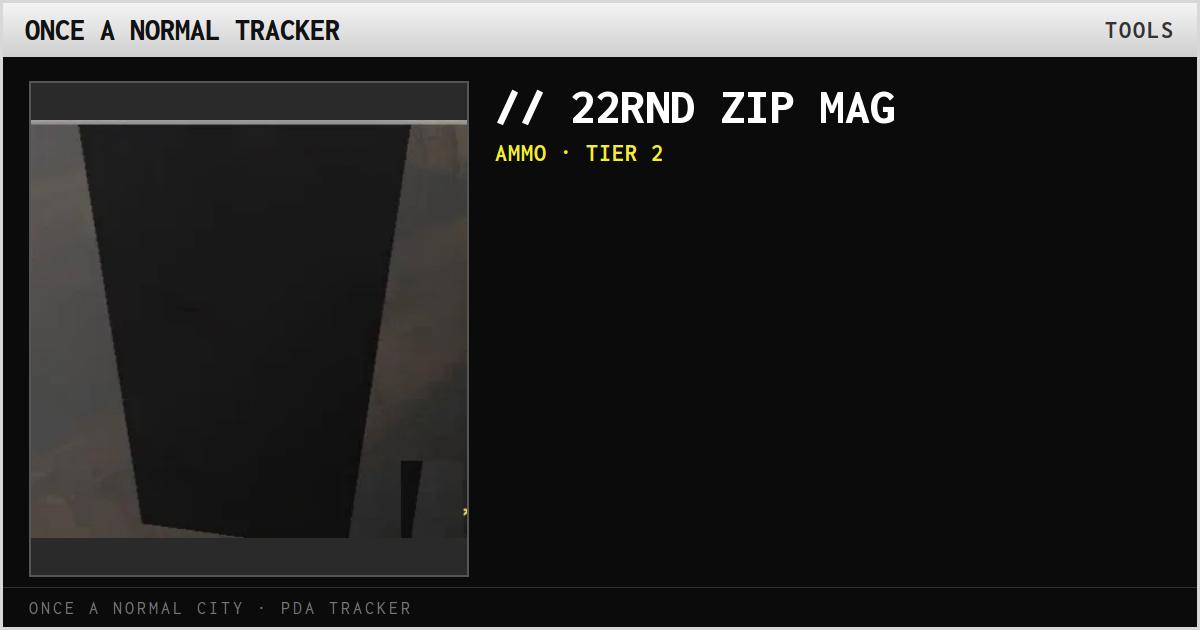 ONCE A NORMAL TRACKER
TOOLS
// 22RND ZIP MAG
AMMO · TIER 2
ONCE A NORMAL CITY · PDA TRACKER